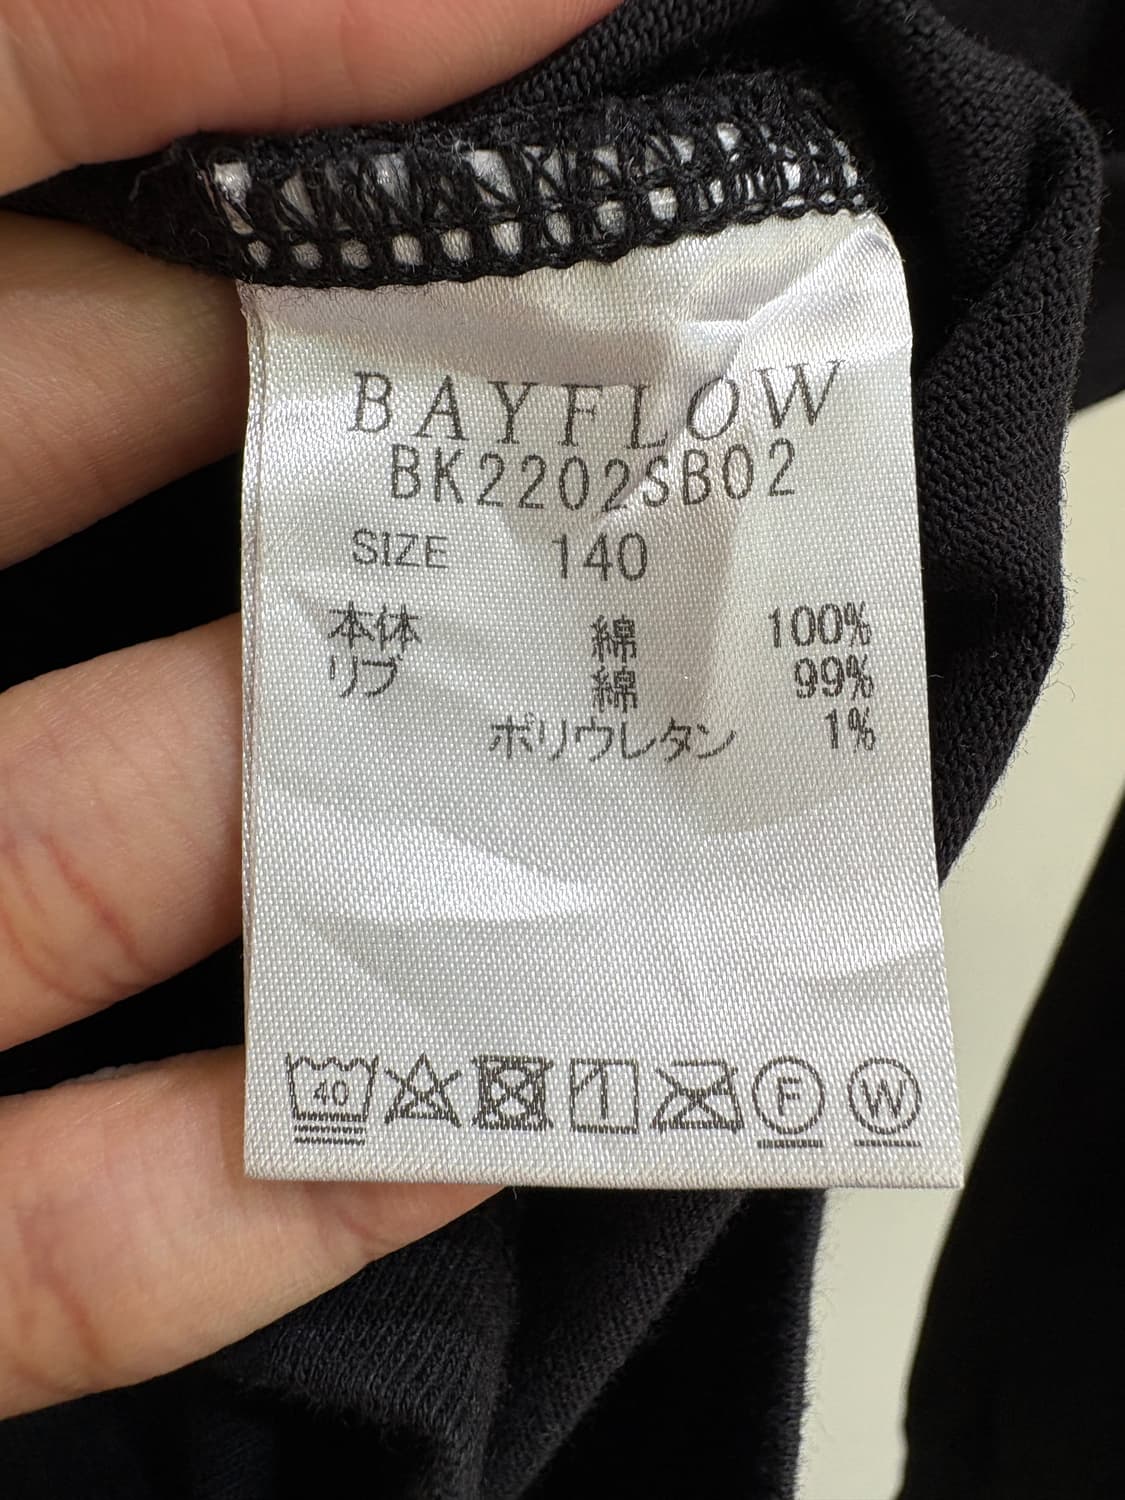 BAYFLOW
BK2202SB02
SIZE 140
本体 綿 100%
リブ 綿 99%
ポリウレタン 1%
40 F W